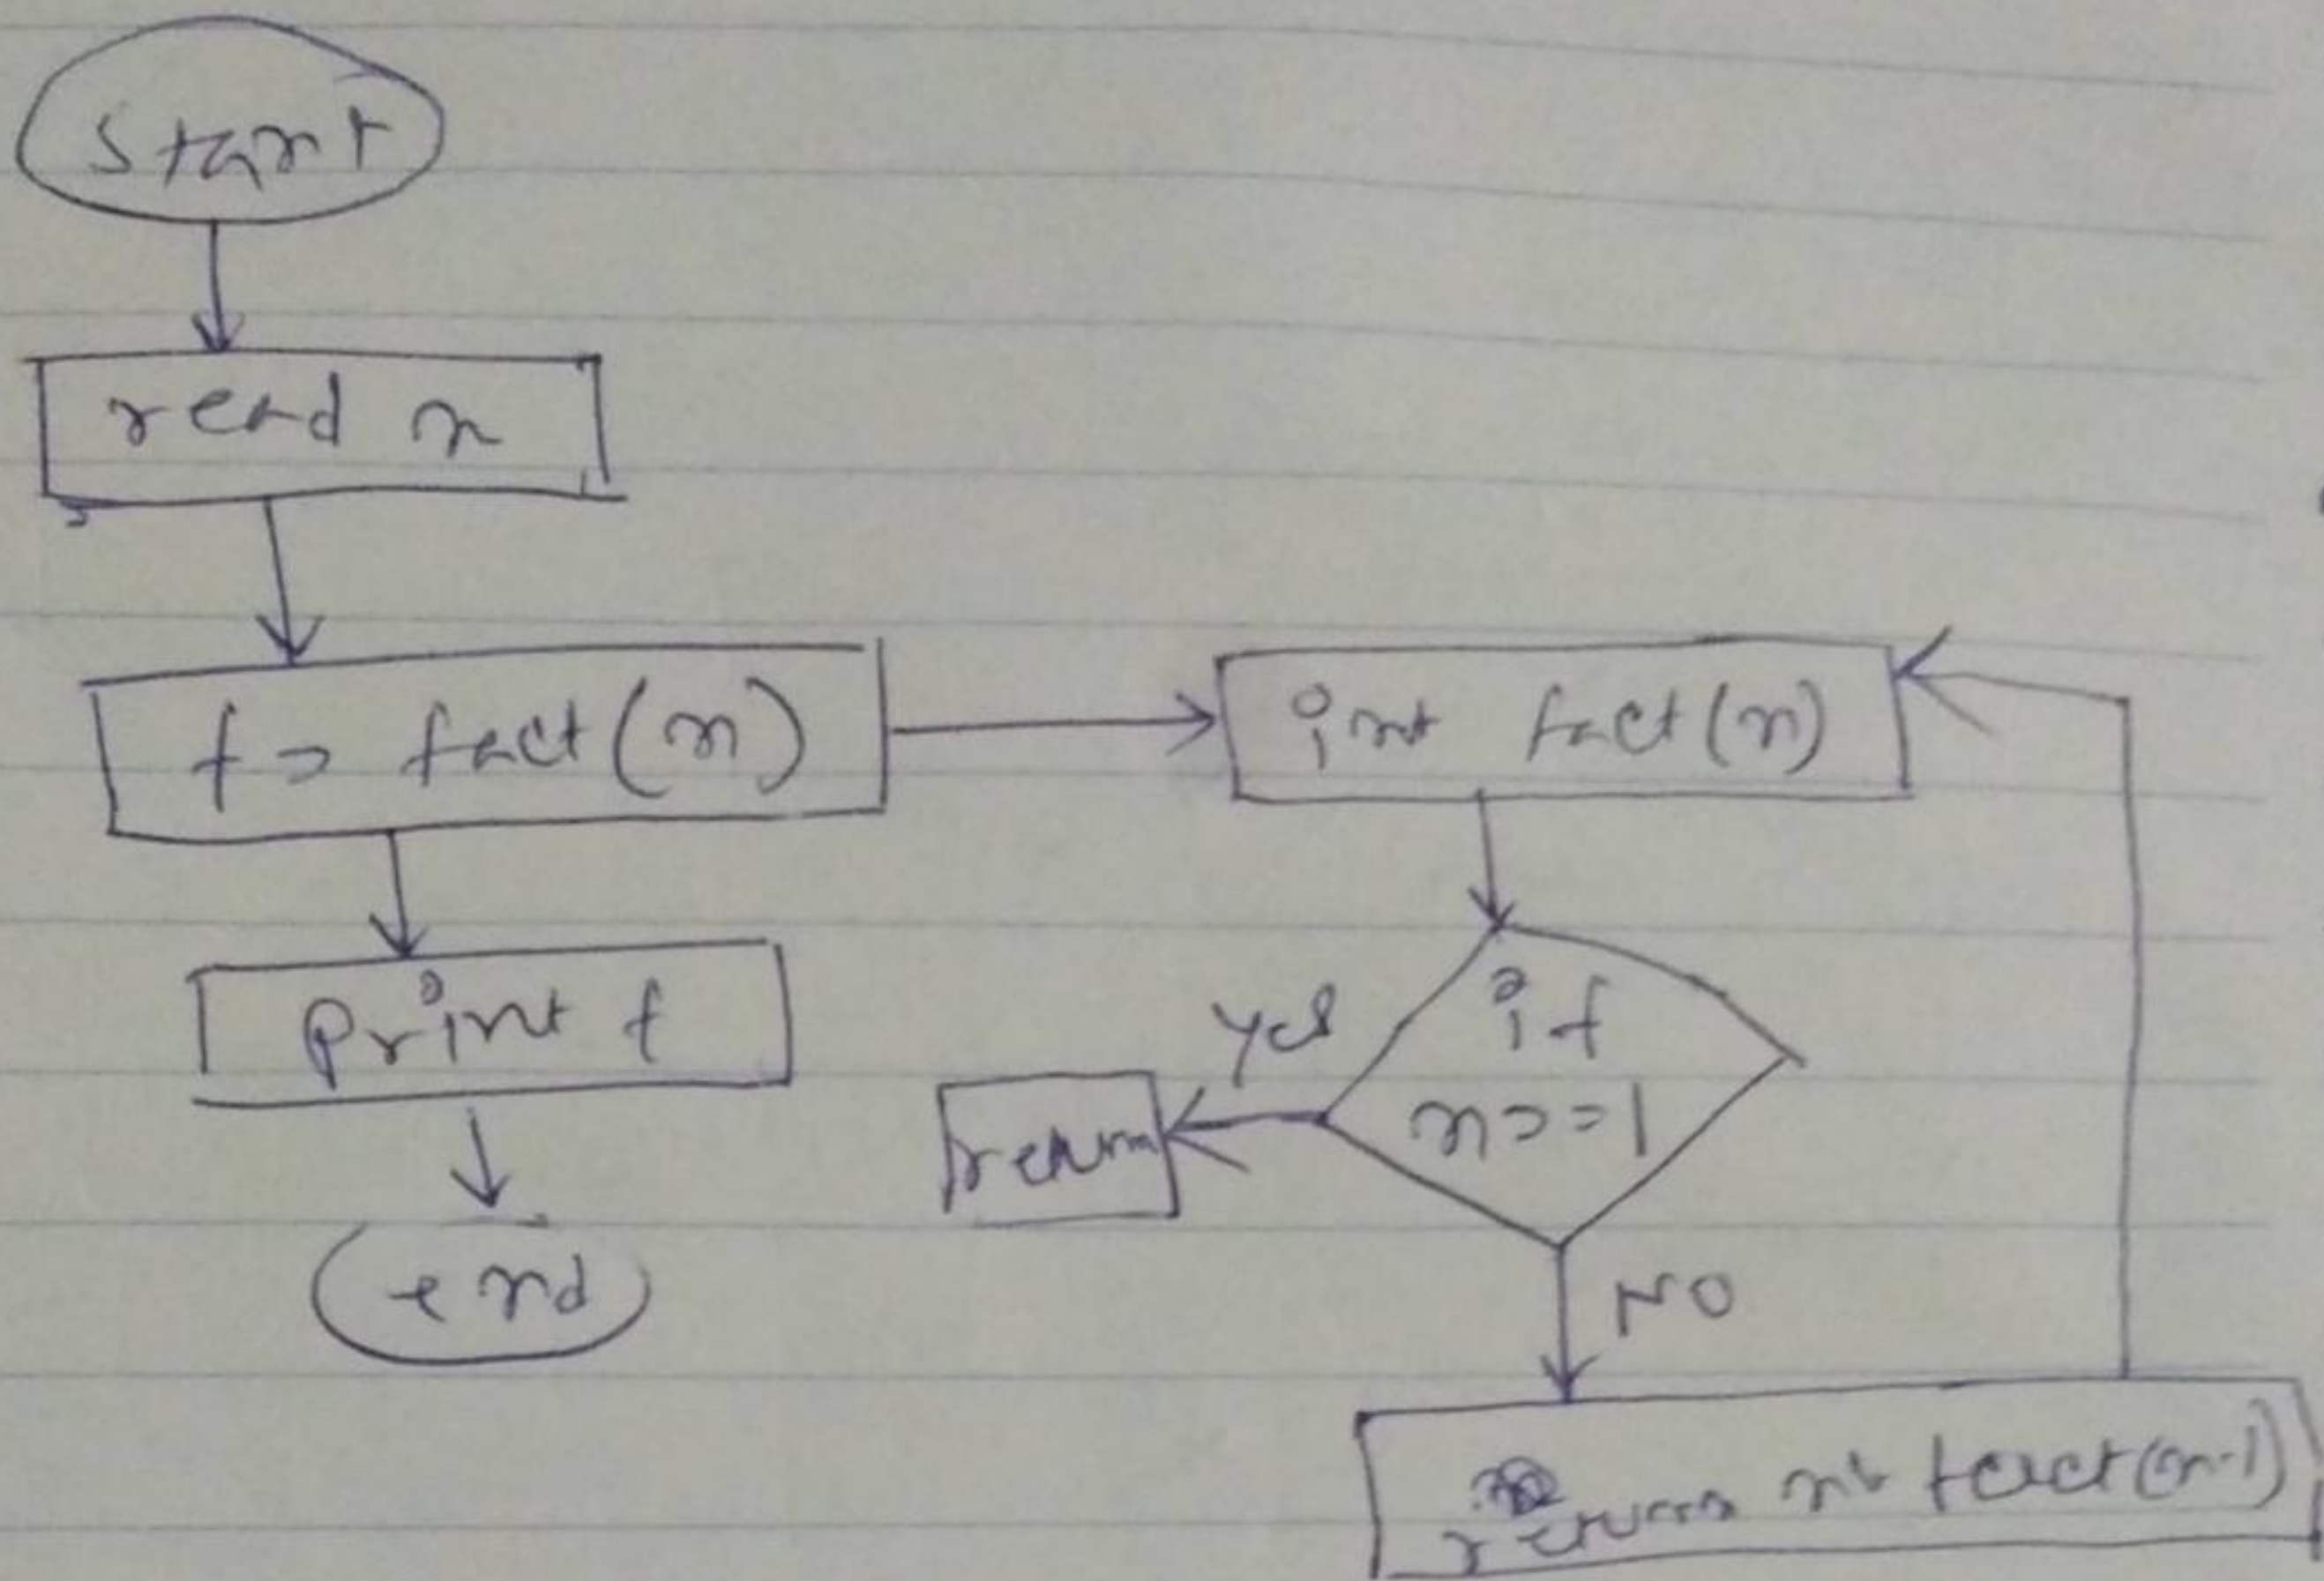 start
read n
f = fact(n)
print f
end
int fact(n)
if
n==1
yes
return
NO
return n* fact(n-1)